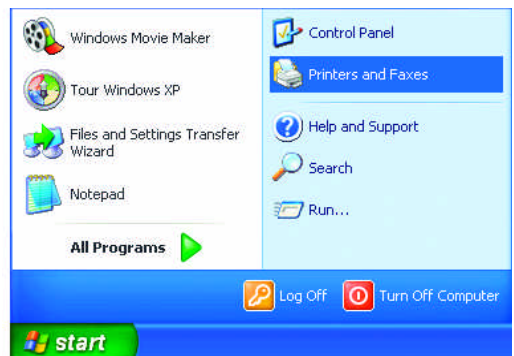 Windows Movie Maker
Tour Windows XP
Files and Settings Transfer
Wizard
Notepad
All Programs
Control Panel
Printers and Faxes
Help and Support
Search
Run...
Log Off
Turn Off Computer
start